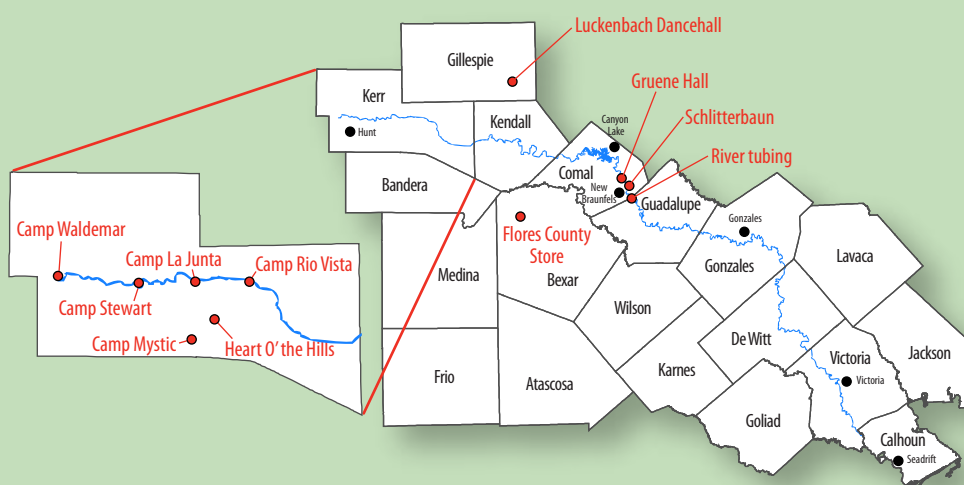 Luckenbach Dancehall
Gillespie
Gruene Hall
Kerr
Schlitterbaun
Kendall
Canyon
Lake
Hunt
River tubing
Comal
Bandera
New
Braunfels
Guadalupe
Camp Waldemar
Flores County
Store
Gonzales
Camp La Junta
Camp Rio Vista
Medina
Bexar
Gonzales
Lavaca
Camp Stewart
Wilson
Camp Mystic
Heart O' the Hills
De Witt
Frio
Atascosa
Karnes
Victoria
Victoria
Jackson
Goliad
Calhoun
Seadrift